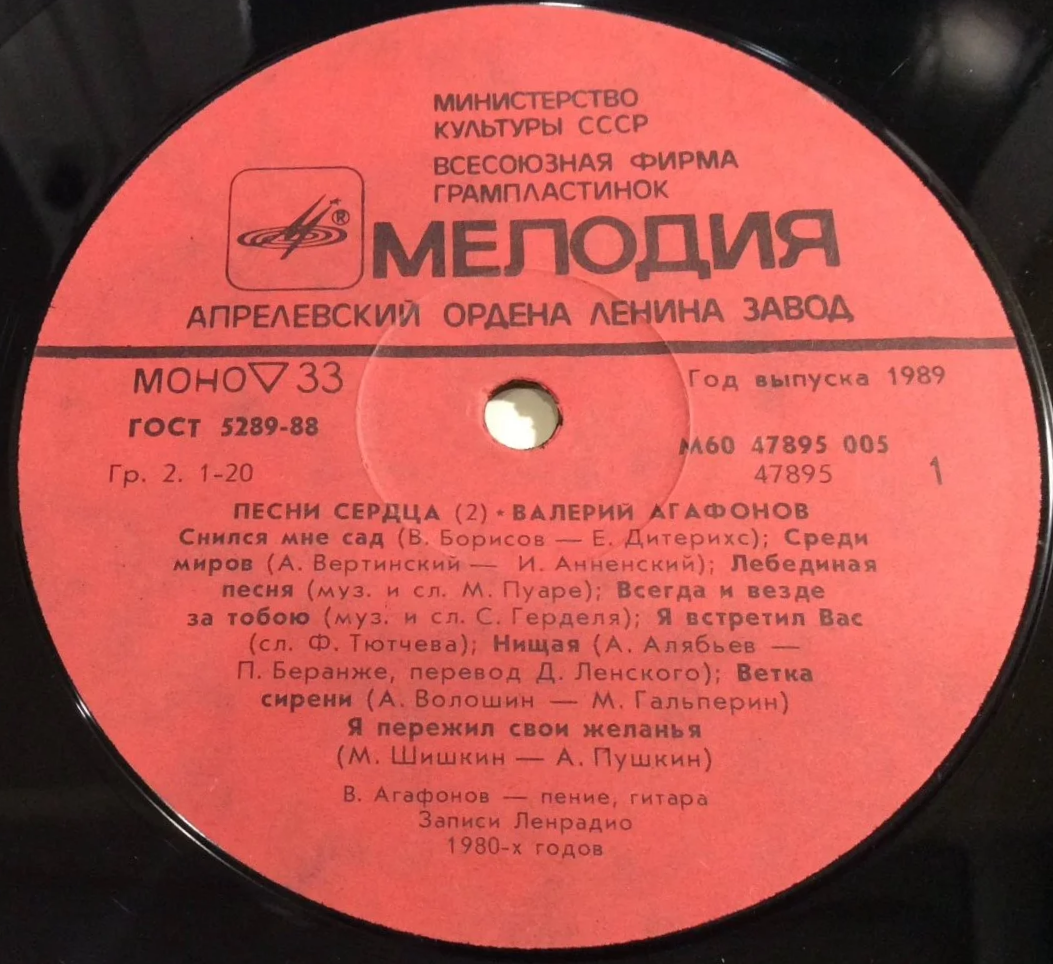 МИНИСТЕРСТВО
КУЛЬТУРЫ СССР
ВСЕСОЮЗНАЯ ФИРМА
ГРАМПЛАСТИНОК
®
МЕЛОДИЯ
АПРЕЛЕВСКИЙ ОРДЕНА ЛЕНИНА ЗАВОД
МОНО▽33
Год выпуска 1989
ГОСТ 5289-88
М60 47895 005
Гр. 2. 1-20
47895
1
ПЕСНИ СЕРДЦА (2) • ВАЛЕРИЙ АГАФОНОВ
Снился мне сад (В. Борисов — Е. Дитерихс); Среди
миров (А. Вертинский — И. Анненский); Лебединая
песня (муз. и сл. М. Пуаре); Всегда и везде
за тобою (муз. и сл. С. Герделя); Я встретил Вас
(сл. Ф. Тютчева); Нищая (А. Алябьев —
П. Беранже, перевод Д. Ленского); Ветка
сирени (А. Волошин — М. Гальперин)
Я пережил свои желанья
(М. Шишкин — А. Пушкин)
В. Агафонов — пение, гитара
Записи Ленрадио
1980-х годов